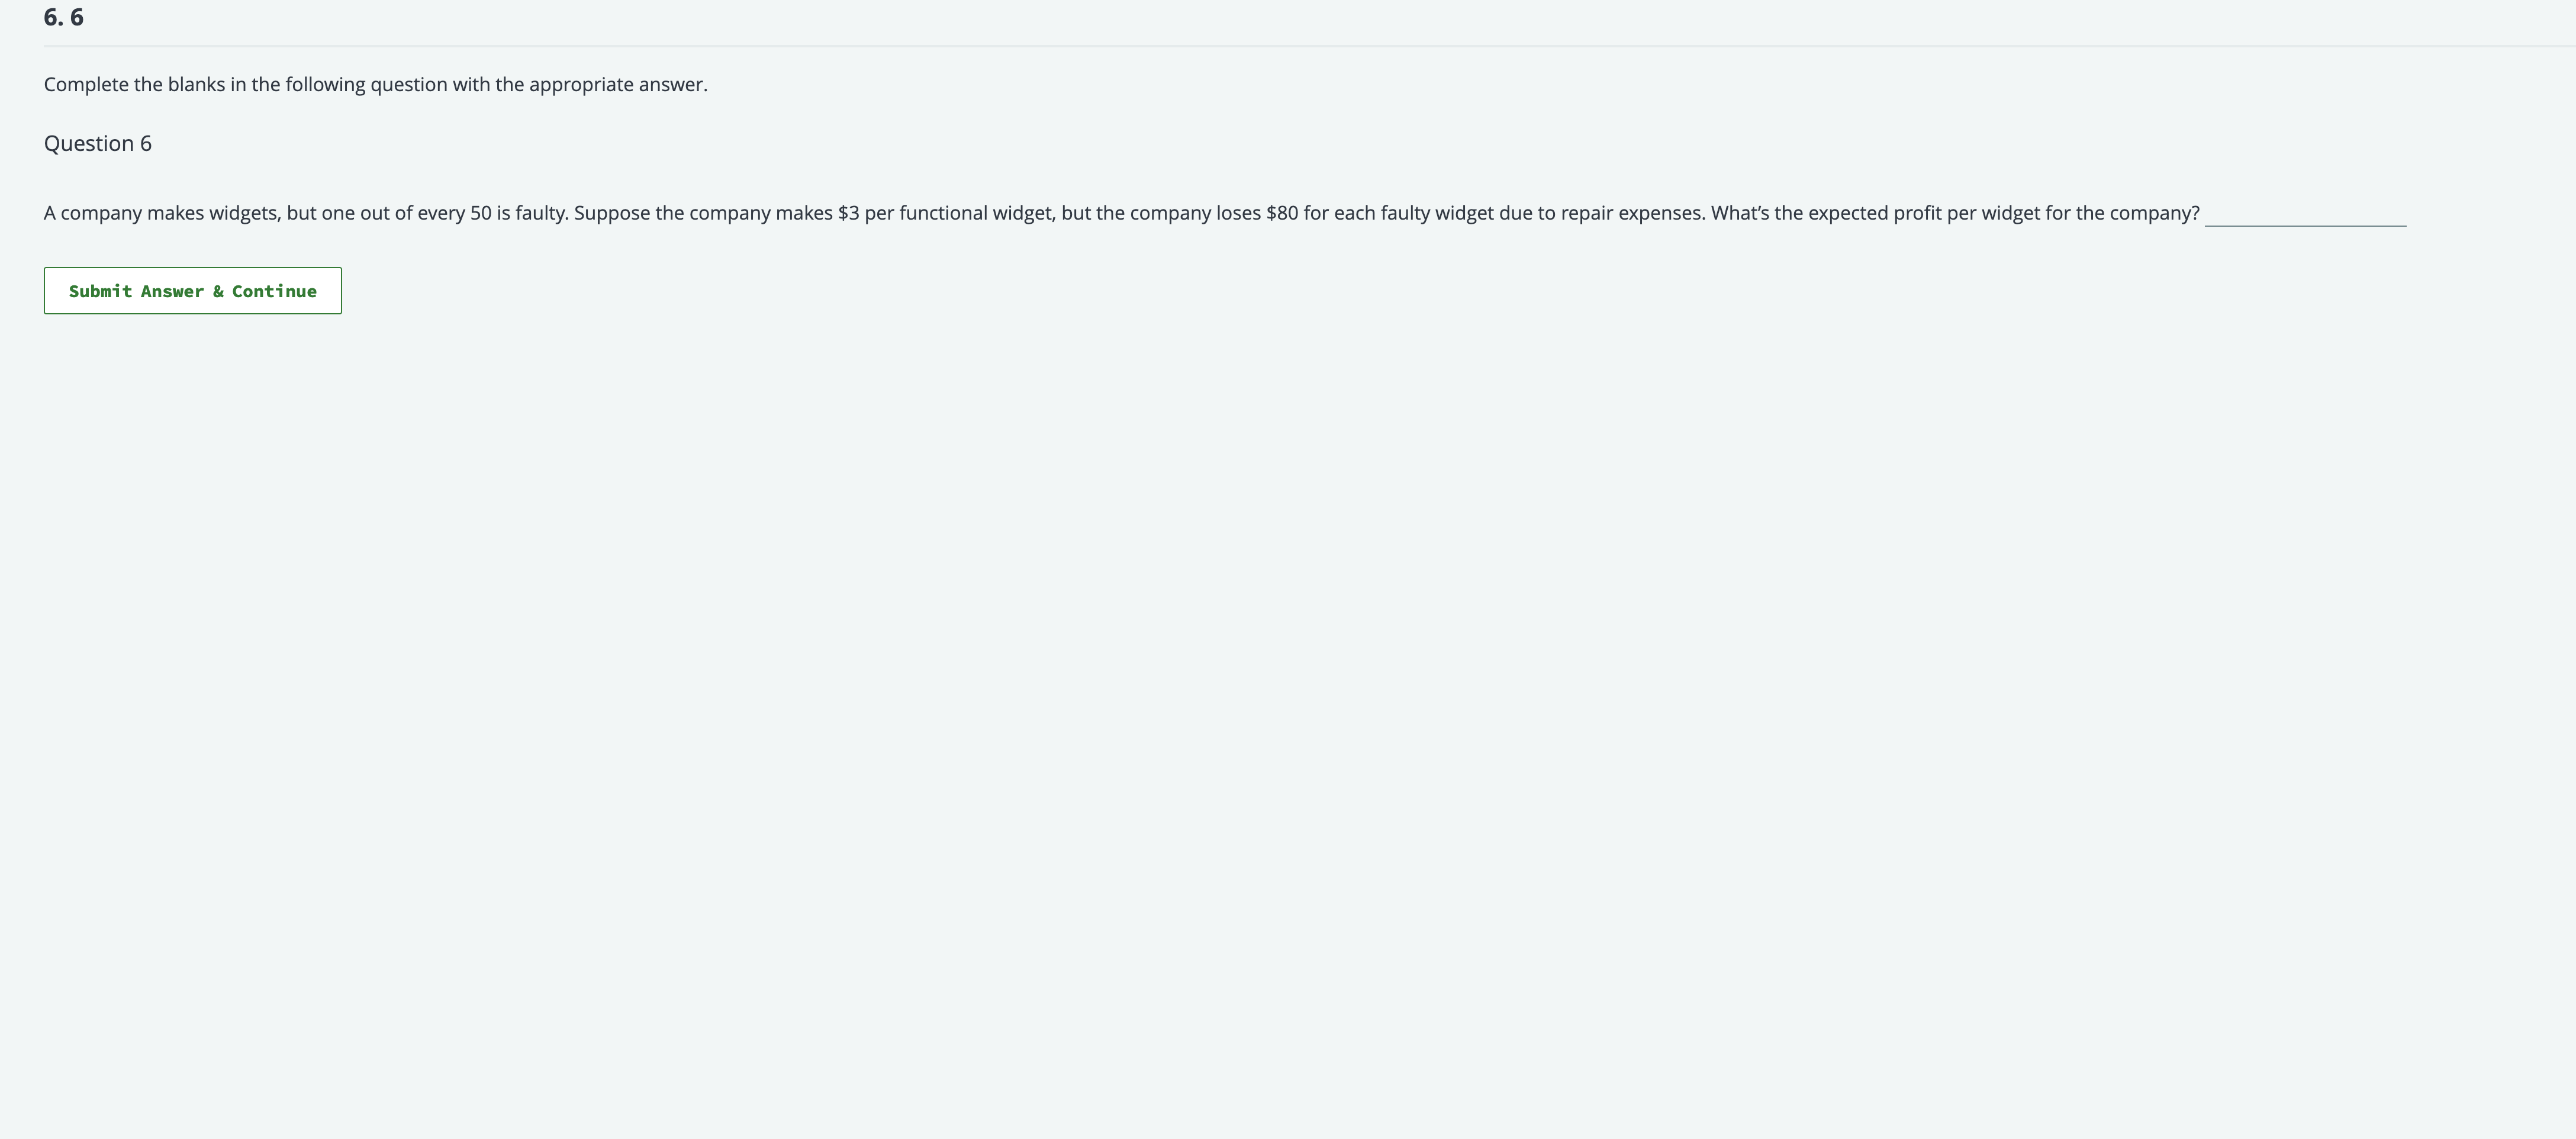 6. 6
Complete the blanks in the following question with the appropriate answer.
Question 6
A company makes widgets, but one out of every 50 is faulty. Suppose the company makes $3 per functional widget, but the company loses $80 for each faulty widget due to repair expenses. What’s the expected profit per widget for the company?
Submit Answer & Continue